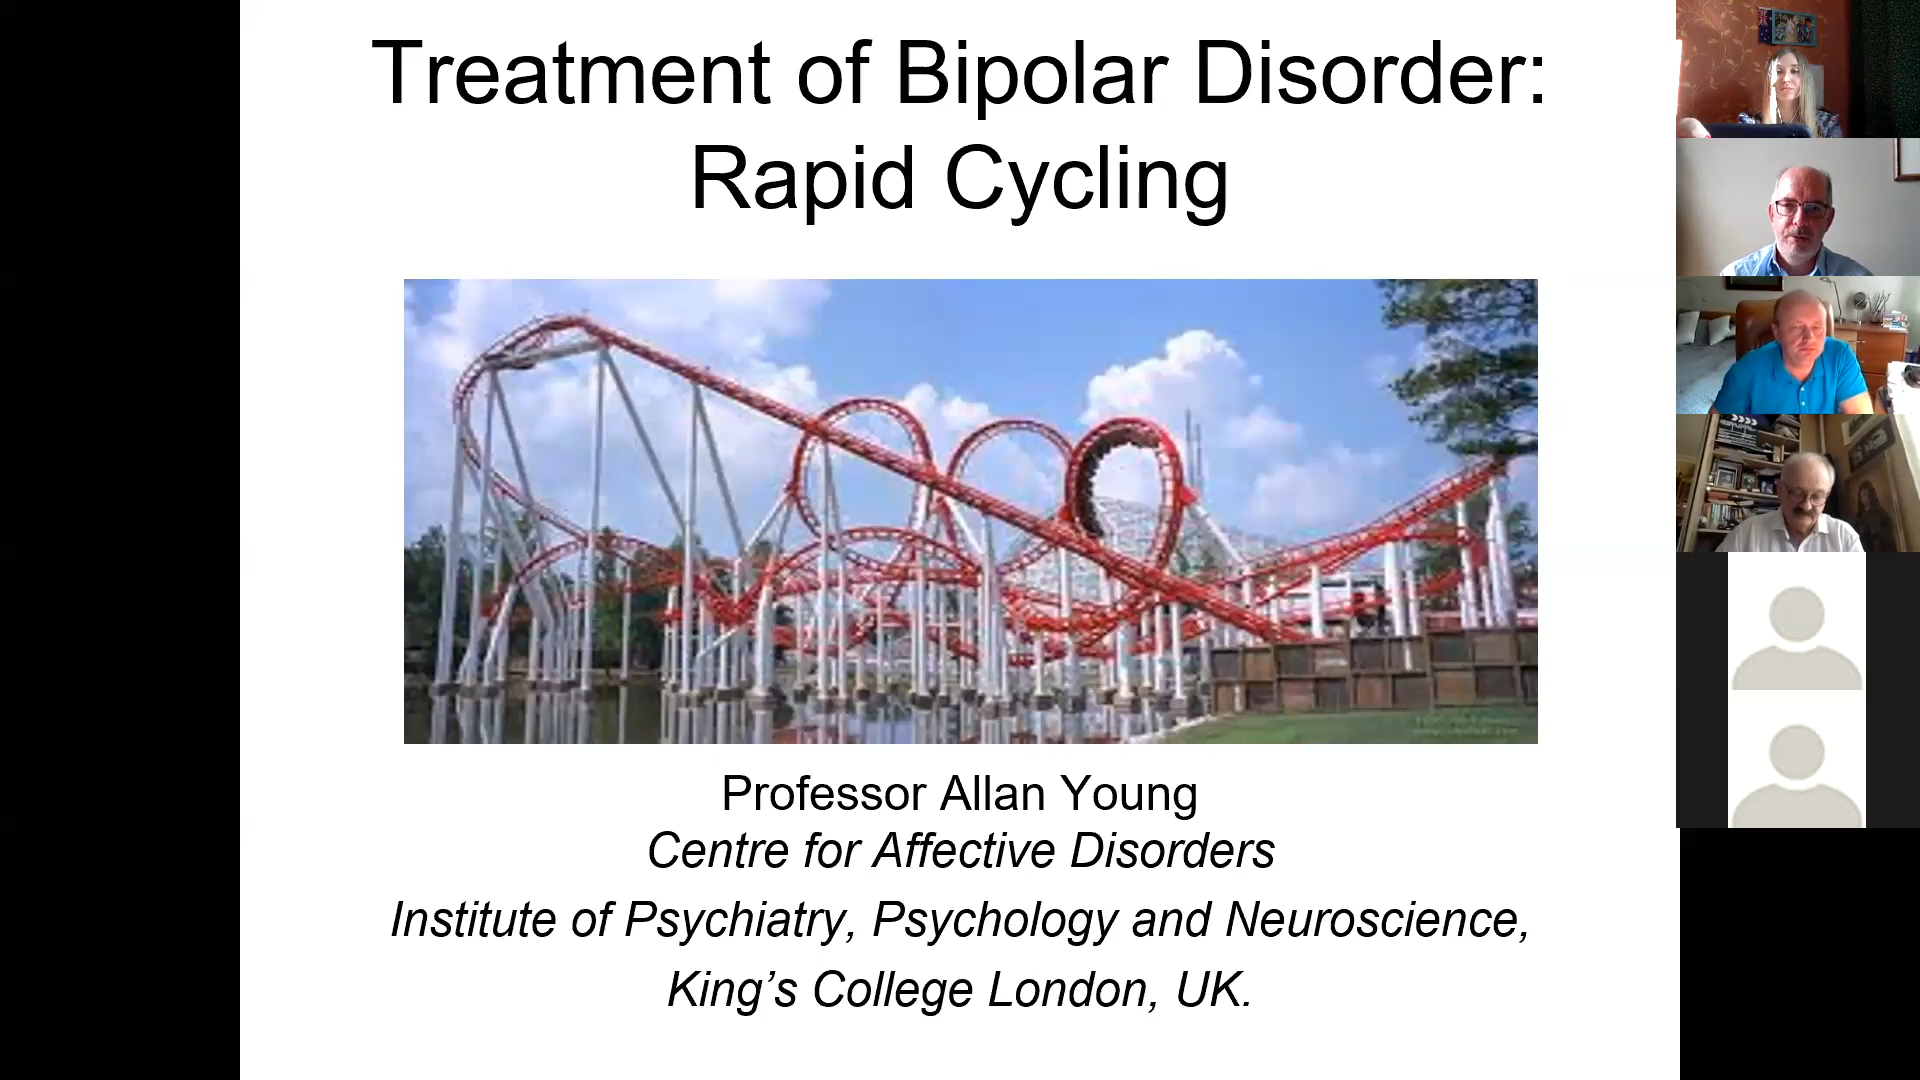 Treatment of Bipolar Disorder:
Rapid Cycling
Professor Allan Young
Centre for Affective Disorders
Institute of Psychiatry, Psychology and Neuroscience,
King’s College London, UK.